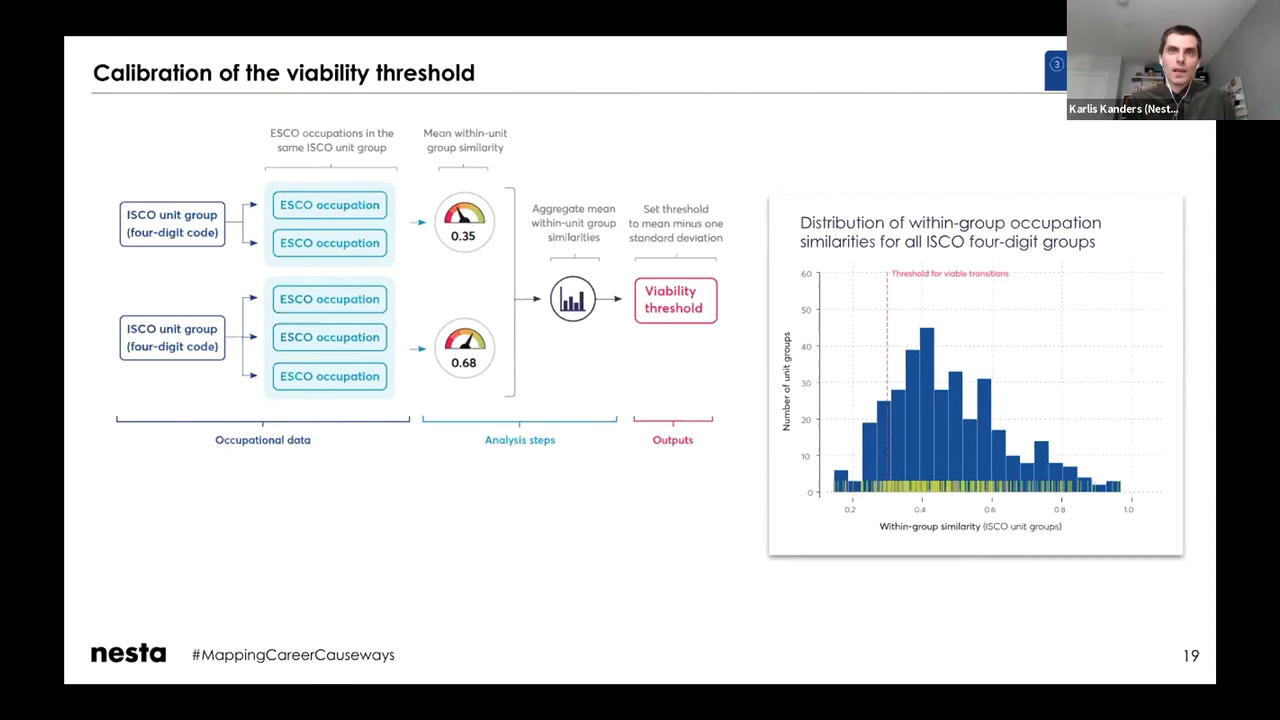 Calibration of the viability threshold
3
Karlis Kanders (Nest...
ESCO occupations in the
same ISCO unit group
Mean within-unit
group similarity
ISCO unit group
(four-digit code)
ESCO occupation
ESCO occupation
0.35
ISCO unit group
(four-digit code)
ESCO occupation
ESCO occupation
ESCO occupation
0.68
Aggregate mean
within-unit group
similarities
Set threshold
to mean minus one
standard deviation
Viability
threshold
Occupational data
Analysis steps
Outputs
Distribution of within-group occupation
similarities for all ISCO four-digit groups
Threshold for viable transitions
Number of unit groups
60
50
40
30
20
10
0
0.2
0.4
0.6
0.8
1.0
Within-group similarity (ISCO unit groups)
nesta
#MappingCareerCauseways
19